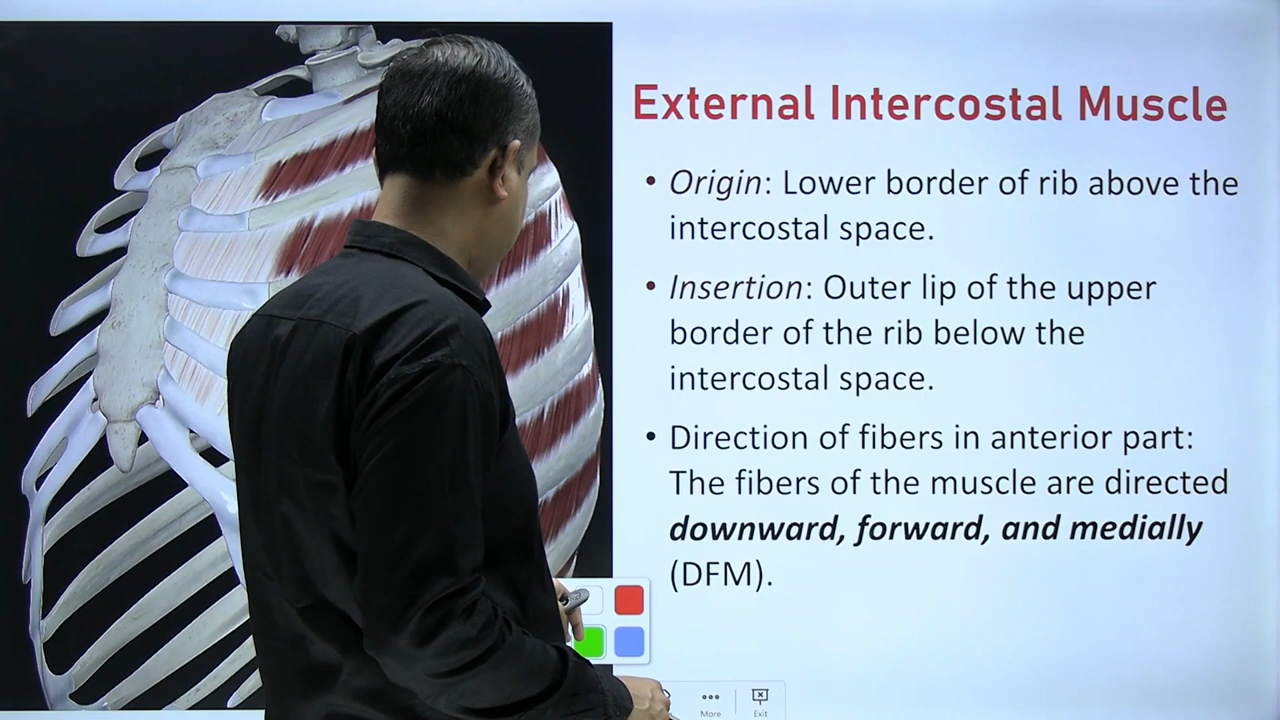 External Intercostal Muscle
• Origin: Lower border of rib above the
intercostal space.
• Insertion: Outer lip of the upper
border of the rib below the
intercostal space.
• Direction of fibers in anterior part:
The fibers of the muscle are directed
downward, forward, and medially
(DFM).
More
Exit